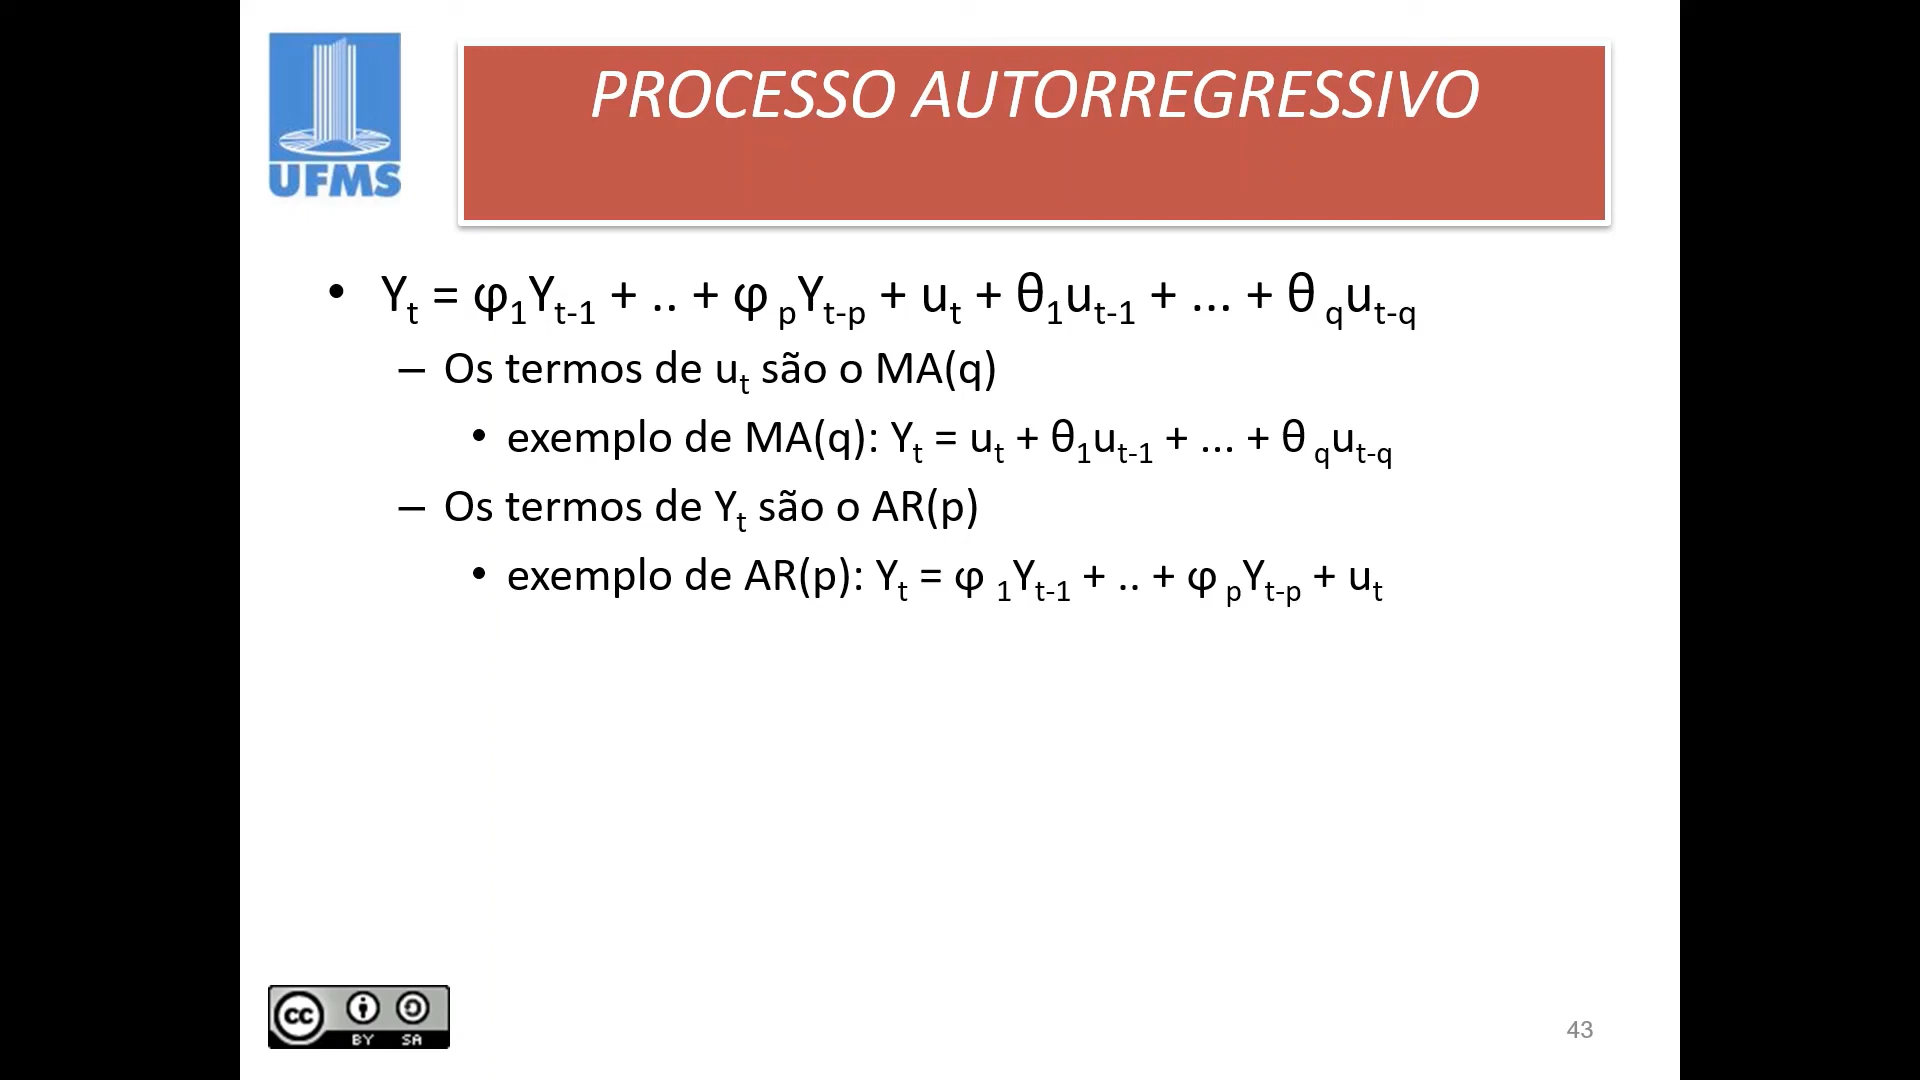 UFMS
PROCESSO AUTORREGRESSIVO
• Yₜ = φ₁Yₜ₋₁ + .. + φ ₚYₜ₋ₚ + uₜ + θ₁uₜ₋₁ + ... + θ qut-q
– Os termos de uₜ são o MA(q)
• exemplo de MA(q): Yₜ = uₜ + θ₁uₜ₋₁ + ... + θ qut-q
– Os termos de Yₜ são o AR(p)
• exemplo de AR(p): Yₜ = φ ₁Yₜ₋₁ + .. + φ ₚYₜ₋ₚ + uₜ
cc
BY SA
43